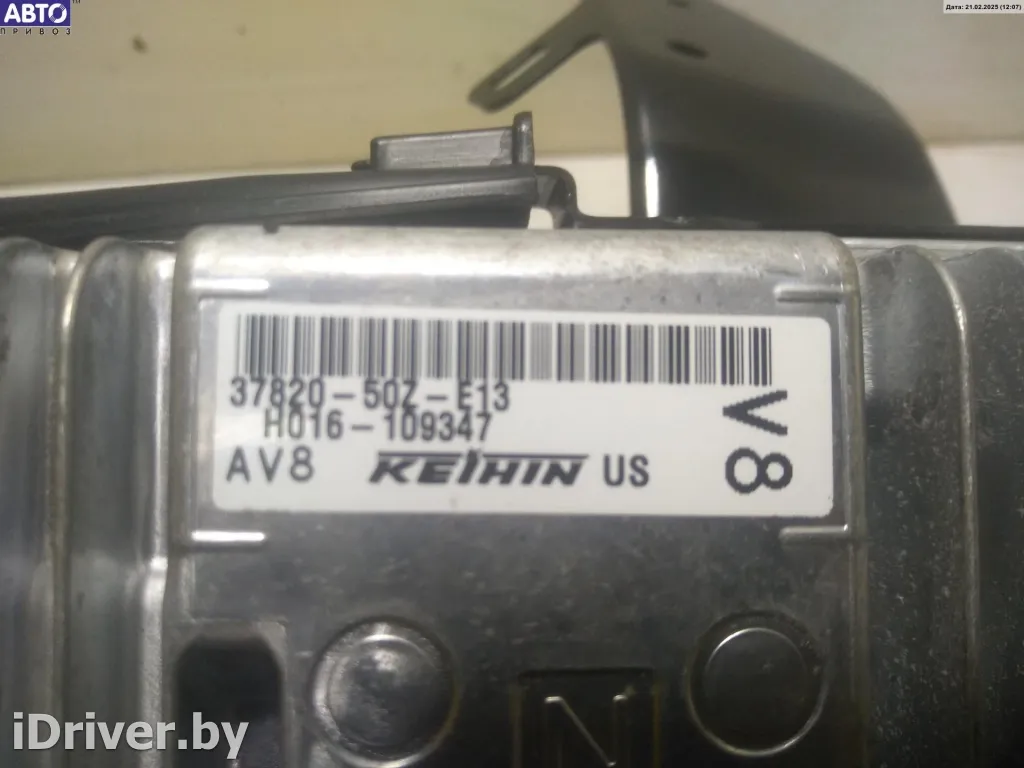 АВТО
ПРИВОЗ
Дата: 21.02.2025 (12:07)
37820-50Z-E13
H016-109347
AV8 KEIHIN US
V8
N
iDriver.by